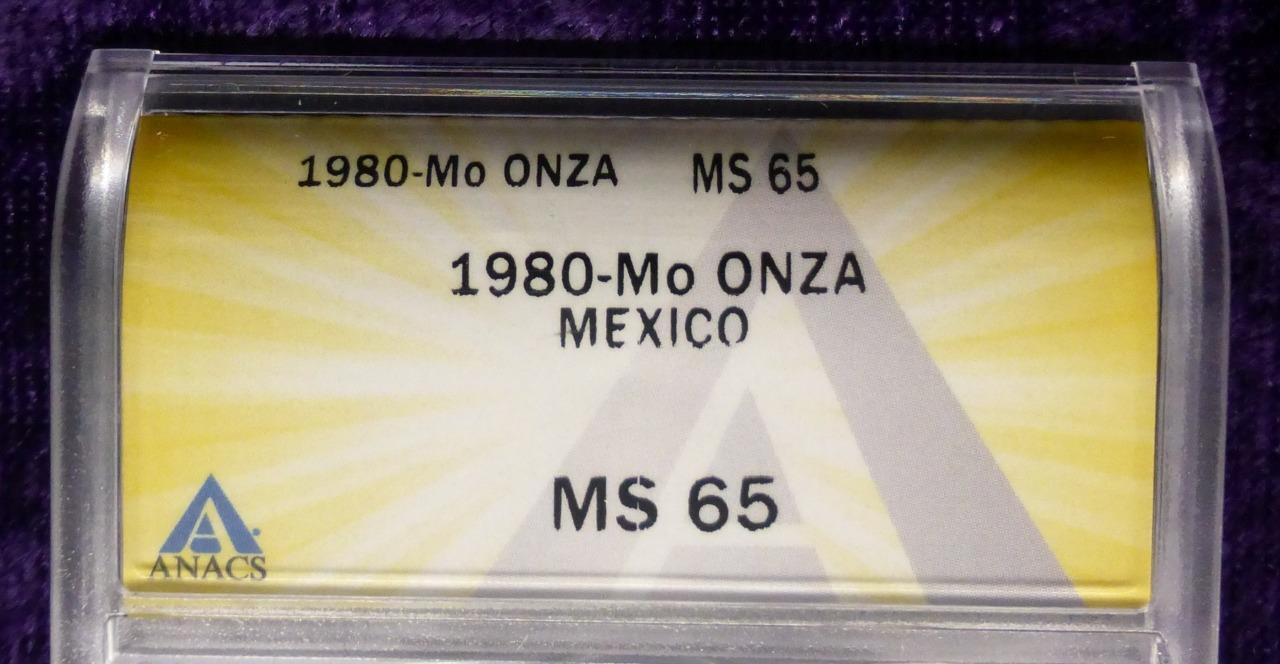 1980-Mo ONZA MS 65
1980-Mo ONZA
MEXICO
MS 65
ANACS